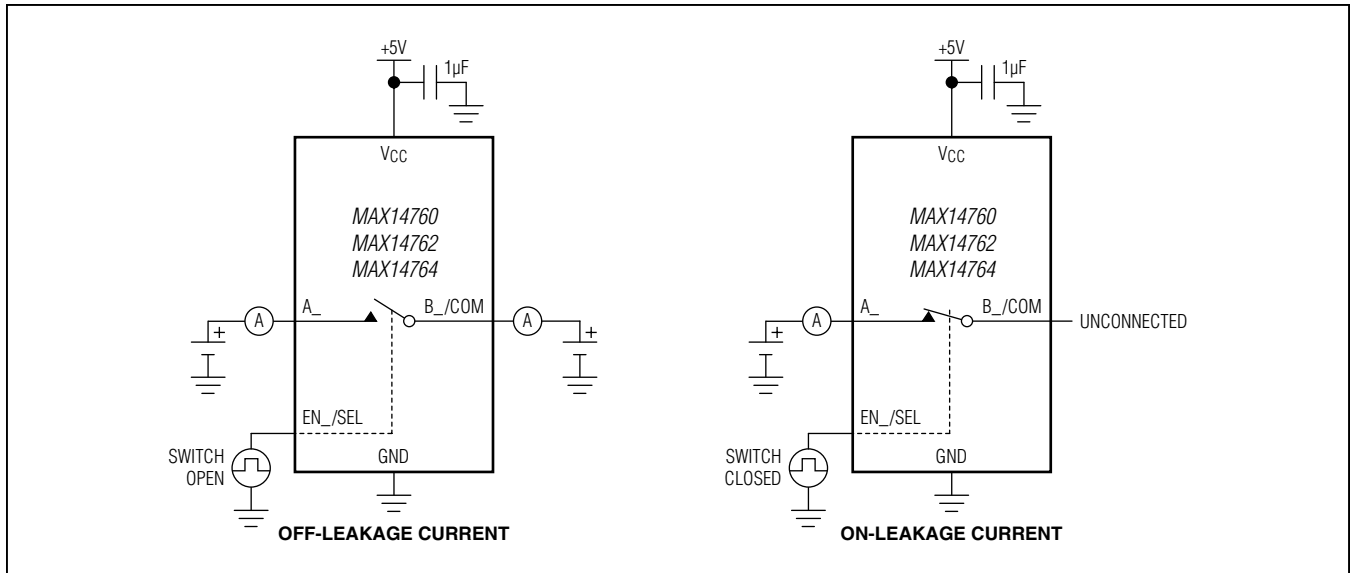 +5V
1µF
VCC
MAX14760
MAX14762
MAX14764
A_
B_/COM
A
A
+
+
EN_/SEL
SWITCH
OPEN
GND
OFF-LEAKAGE CURRENT
+5V
1µF
VCC
MAX14760
MAX14762
MAX14764
A_
B_/COM
A
UNCONNECTED
+
EN_/SEL
SWITCH
CLOSED
GND
ON-LEAKAGE CURRENT